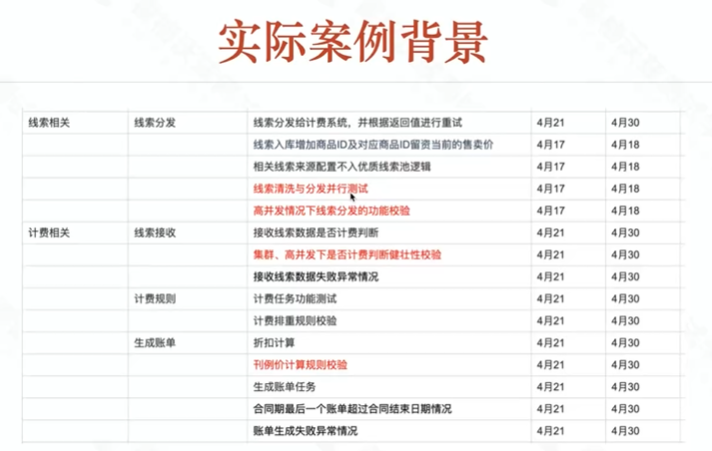 实际案例背景
线索相关 线索分发 线索分发给计费系统，并根据返回值进行重试 4月21 4月30
线索入库增加商品ID及对应商品ID留资当前的售卖价 4月17 4月18
相关线索来源配置不入优质线索池逻辑 4月17 4月18
线索清洗与分发并行测试 4月17 4月18
高并发情况下线索分发的功能校验 4月17 4月18
计费相关 线索接收 接收线索数据是否计费判断 4月21 4月30
集群、高并发下是否计费判断健壮性校验 4月21 4月30
接收线索数据失败异常情况 4月21 4月30
计费规则 计费任务功能测试 4月21 4月30
计费排重规则校验 4月21 4月30
生成账单 折扣计算 4月21 4月30
刊例价计算规则校验 4月21 4月30
生成账单任务 4月21 4月30
合同期最后一个账单超过合同结束日期情况 4月21 4月30
账单生成失败异常情况 4月21 4月30